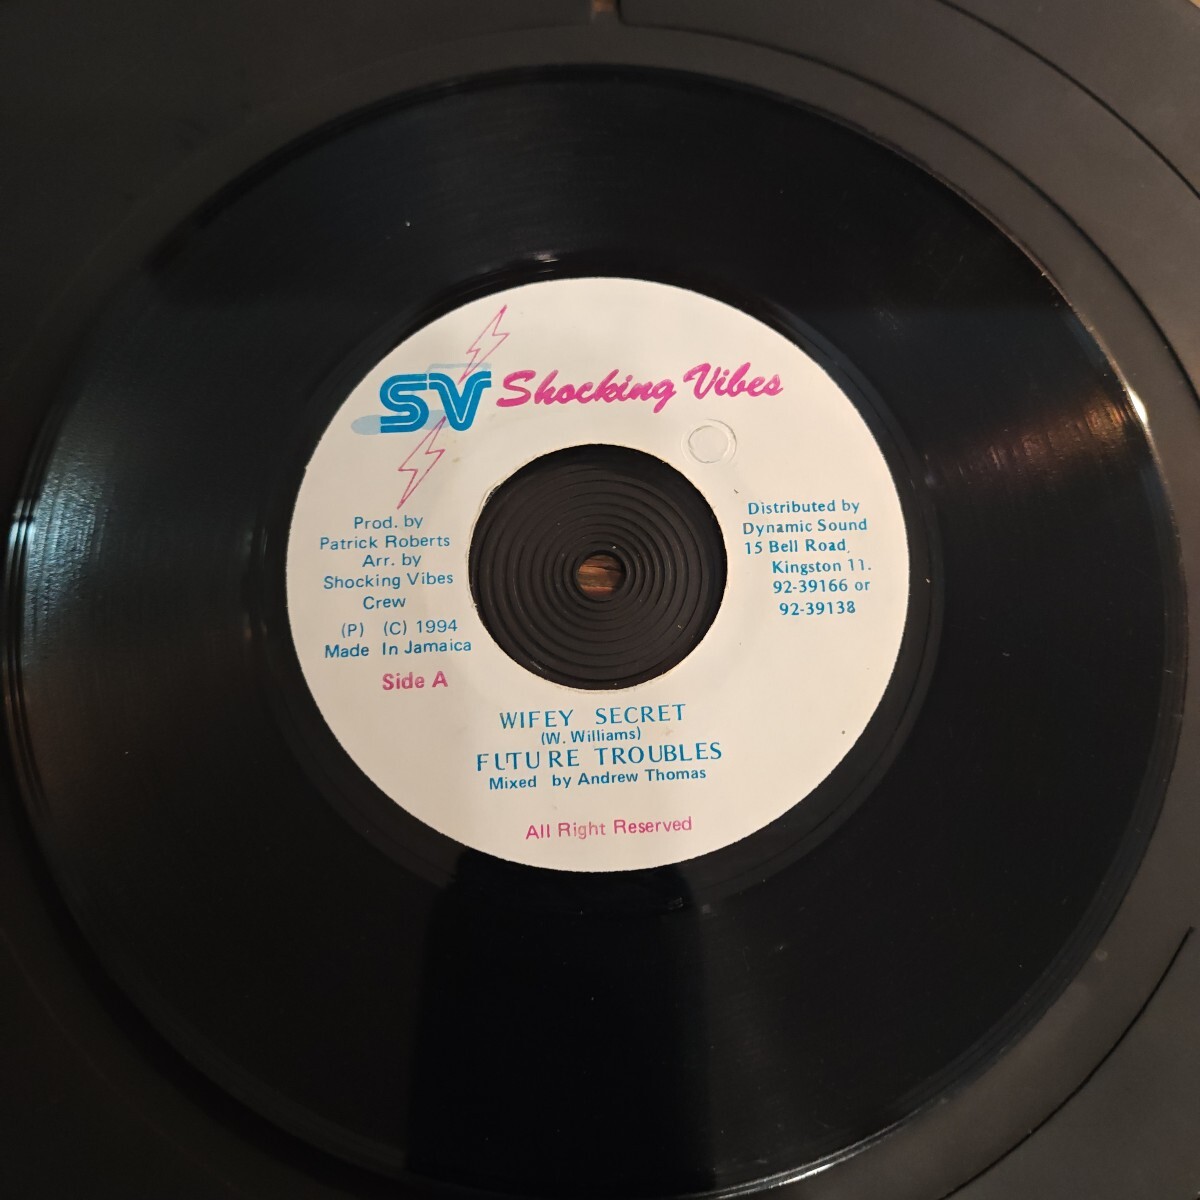 SV Shocking Vibes
Prod. by
Patrick Roberts
Arr. by
Shocking Vibes
Crew
(P) (C) 1994
Made In Jamaica
Side A
Distributed by
Dynamic Sound
15 Bell Road,
Kingston 11.
92-39166 or
92-39138
WIFEY SECRET
(W. Williams)
FUTURE TROUBLES
Mixed by Andrew Thomas
All Right Reserved